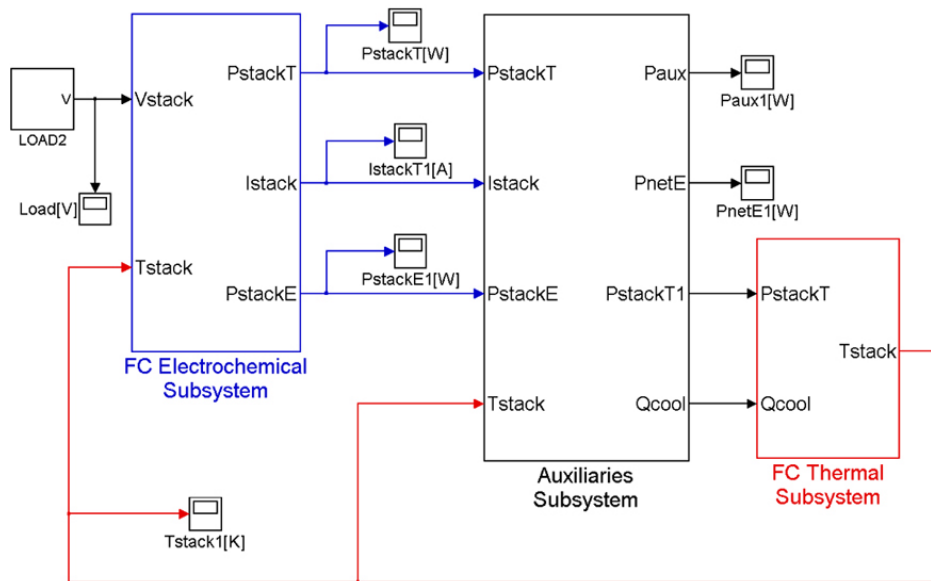 PstackT[W]
PstackT
PstackT
Paux
V
Vstack
LOAD2
Paux1[W]
IstackT1[A]
Istack
Istack
PnetE
Load[V]
PnetE1[W]
Tstack
PstackE1[W]
PstackE
PstackE
PstackT1
PstackT
FC Electrochemical
Subsystem
Tstack
Tstack
Qcool
Qcool
Auxiliaries
Subsystem
FC Thermal
Subsystem
Tstack1[K]